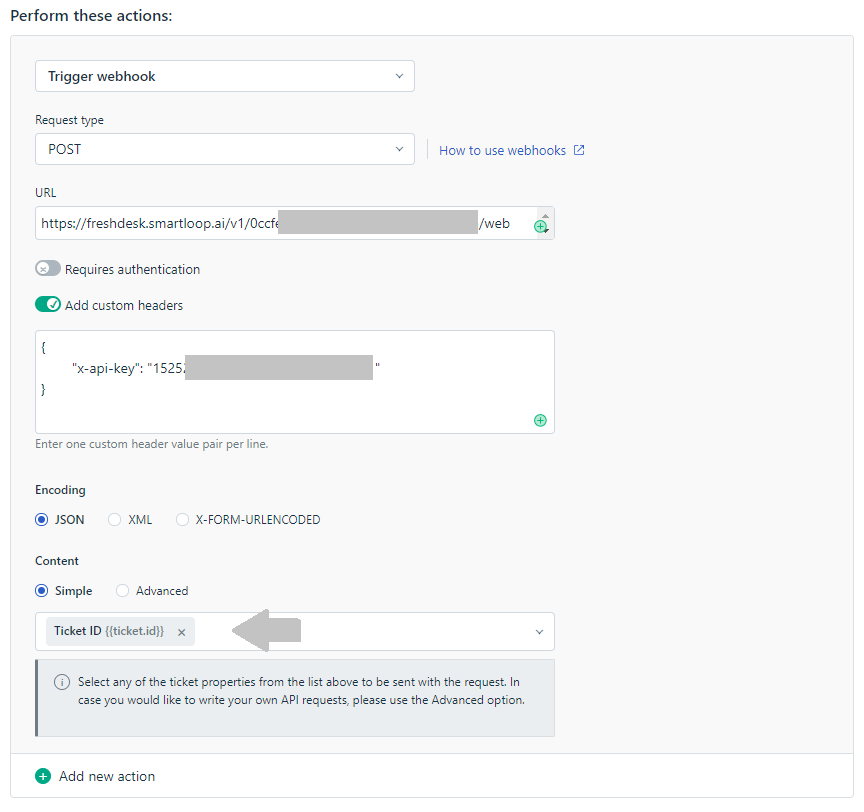 Perform these actions:
Trigger webhook
Request type
POST
How to use webhooks
URL
https://freshdesk.smartloop.ai/v1/0ccfe /web
Requires authentication
Add custom headers
{
"x-api-key": "1525 "
}
Enter one custom header value pair per line.
Encoding
JSON XML X-FORM-URLENCODED
Content
Simple Advanced
Ticket ID {{ticket.id}} ×
Select any of the ticket properties from the list above to be sent with the request. In
case you would like to write your own API requests, please use the Advanced option.
Add new action